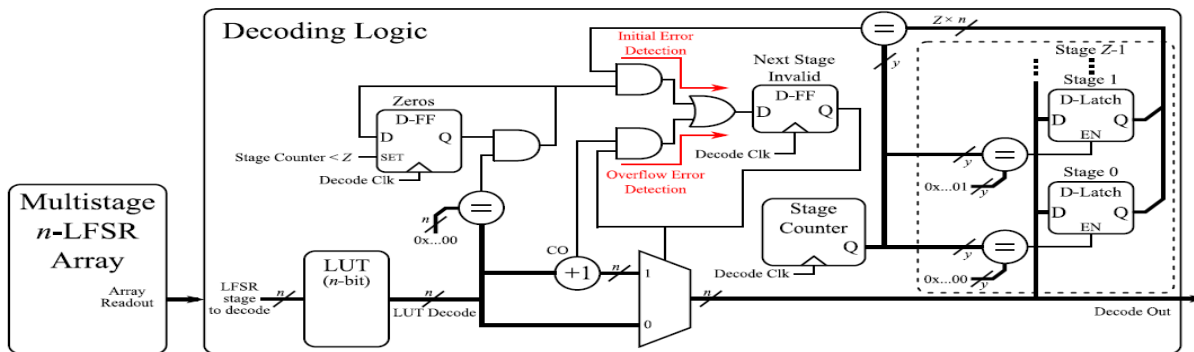 Decoding Logic
Initial Error
Detection
=
Z × n
Stage Z-1
Stage 1
D-Latch
D
Q
EN
y
Next Stage
Invalid
D-FF
D
Q
Decode Clk
Zeros
D-FF
D
Q
SET
Stage Counter < Z
Decode Clk
Overflow Error
Detection
y
=
0x...01
y
Stage 0
D-Latch
D
Q
EN
Multistage
n-LFSR
Array
Array
Readout
LFSR
stage
to decode
n
LUT
(n-bit)
n
LUT Decode
n
=
0x...00
CO
+1
n
1
0
n
Stage
Counter
Q
Decode Clk
y
=
0x...00
y
Decode Out